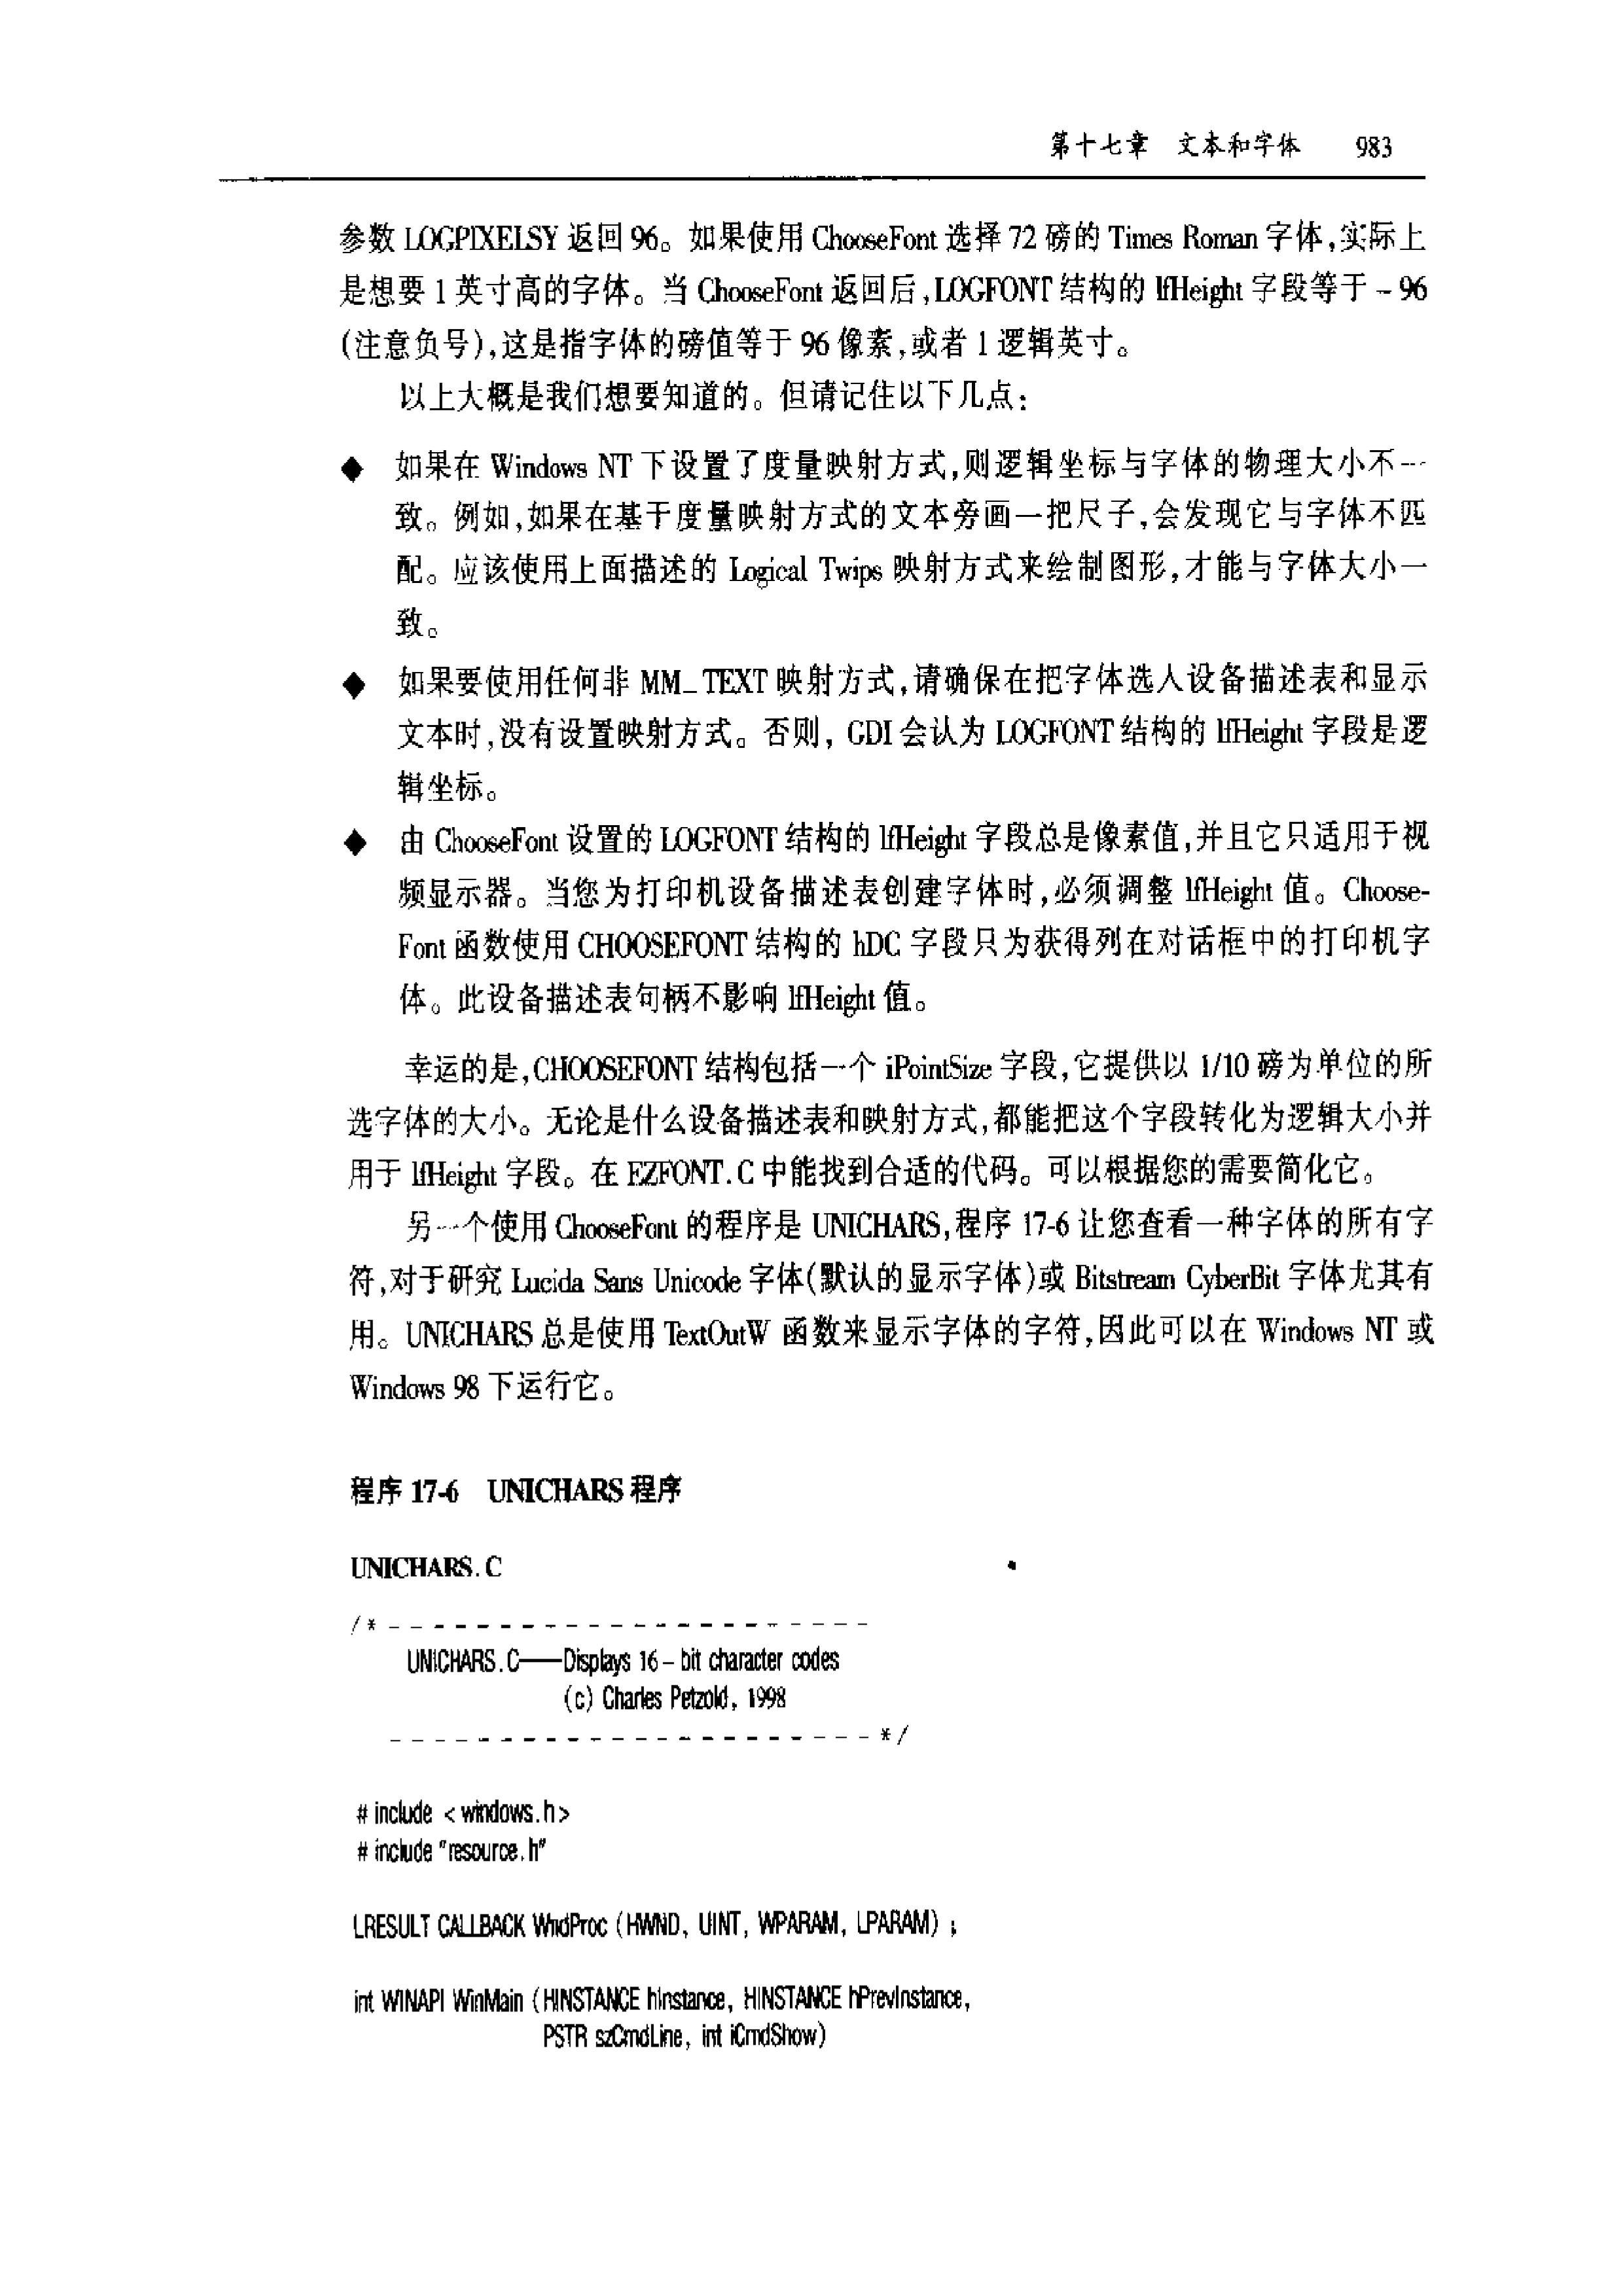 第十七章 文本和字体 983
参数 LOGPIXELSY 返回 96。如果使用 ChooseFont 选择 72 磅的 Times Roman 字体,实际上
是想要 1 英寸高的字体。当 ChooseFont 返回后,LOGFONT 结构的 lfHeight 字段等于 - 96
(注意负号),这是指字体的磅值等于 96 像素,或者 1 逻辑英寸。
以上大概是我们想要知道的。但请记住以下几点:
◆ 如果在 Windows NT 下设置了度量映射方式,则逻辑坐标与字体的物理大小不一
致。例如,如果在基于度量映射方式的文本旁画一把尺子,会发现它与字体不匹
配。应该使用上面描述的 Logical Twips 映射方式来绘制图形,才能与字体大小一
致。
◆ 如果要使用任何非 MM_TEXT 映射方式,请确保在把字体选人设备描述表和显示
文本时,没有设置映射方式。否则, GDI 会认为 LOGFONT 结构的 lfHeight 字段是逻
辑坐标。
◆ 由 ChooseFont 设置的 LOGFONT 结构的 lfHeight 字段总是像素值,并且它只适用于视
频显示器。当您为打印机设备描述表创建字体时,必须调整 lfHeight 值。Choose-
Font 函数使用 CHOOSEFONT 结构的 hDC 字段只为获得列在对话框中的打印机字
体。此设备描述表句柄不影响 lfHeight 值。
幸运的是,CHOOSEFONT 结构包括一个 iPointSize 字段,它提供以 1/10 磅为单位的所
选字体的大小。无论是什么设备描述表和映射方式,都能把这个字段转化为逻辑大小并
用于 lfHeight 字段。在 EZFONT.C 中能找到合适的代码。可以根据您的需要简化它。
另一个使用 ChooseFont 的程序是 UNICHARS,程序 17-6 让您查看一种字体的所有字
符,对于研究 Lucida Sans Unicode 字体(默认的显示字体)或 Bitstream CyberBit 字体尤其有
用。UNICHARS 总是使用 TextOutW 函数来显示字体的字符,因此可以在 Windows NT 或
Windows 98 下运行它。
程序 17-6 UNICHARS 程序
UNICHARS.C
/* - - - - - - - - - - - - - - - - - - - - - -
UNICHARS.C——Displays 16 - bit character codes
(c) Charles Petzold, 1998
- - - - - - - - - - - - - - - - - - - - - - */
# include <windows.h>
# include "resource.h"
LRESULT CALLBACK WndProc (HWND, UINT, WPARAM, LPARAM) ;
int WINAPI WinMain (HINSTANCE hInstance, HINSTANCE hPrevInstance,
PSTR szCmdLine, int iCmdShow)